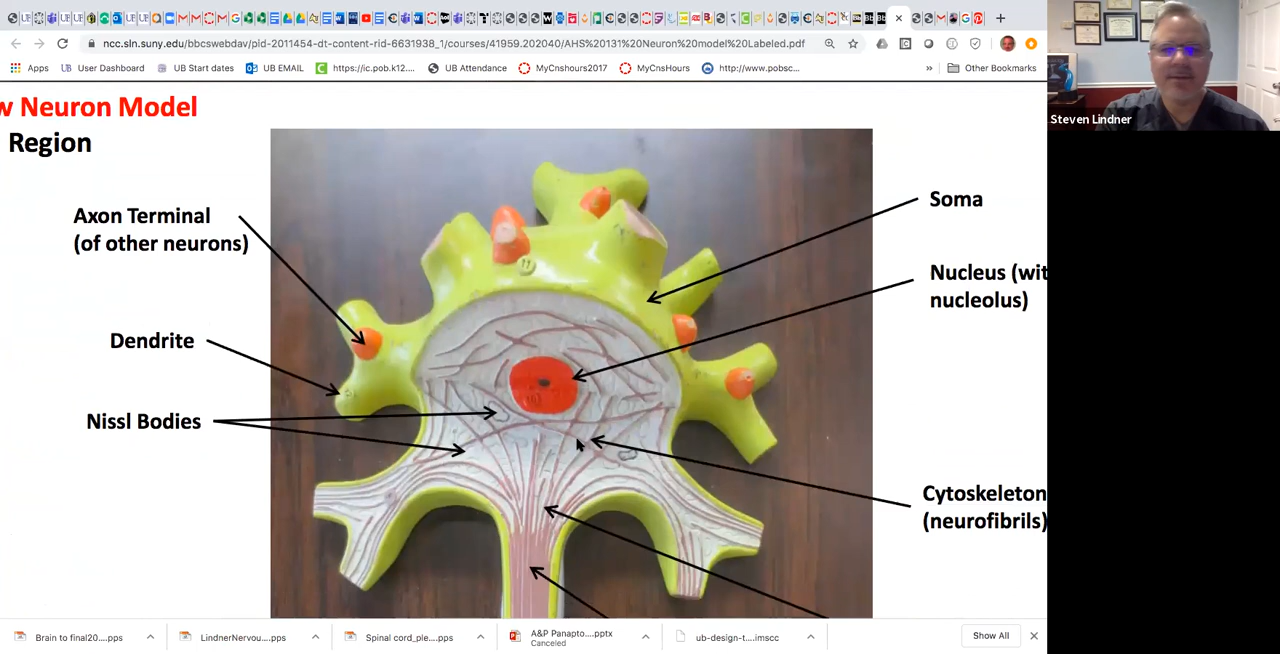 ncc.sln.suny.edu/bbcswebdav/pid-2011454-dt-content-rid-6631938_1/courses/41959.202040/AHS%20131%20Neuron%20model%20Labeled.pdf
Apps User Dashboard UB Start dates UB EMAIL https://ic.pob.k12.... UB Attendance MyCnshours2017 MyCnsHours http://www.pobsc... » Other Bookmarks
Steven Lindner
w Neuron Model
Region
Axon Terminal
(of other neurons)
Soma
Nucleus (wit
nucleolus)
Dendrite
Nissl Bodies
Cytoskeleton
(neurofibrils)
11
Brain to final20....pps LindnerNervou....pps Spinal cord_ple....pps A&P Panapto....pptx ub-design-t....imscc Show All
Canceled